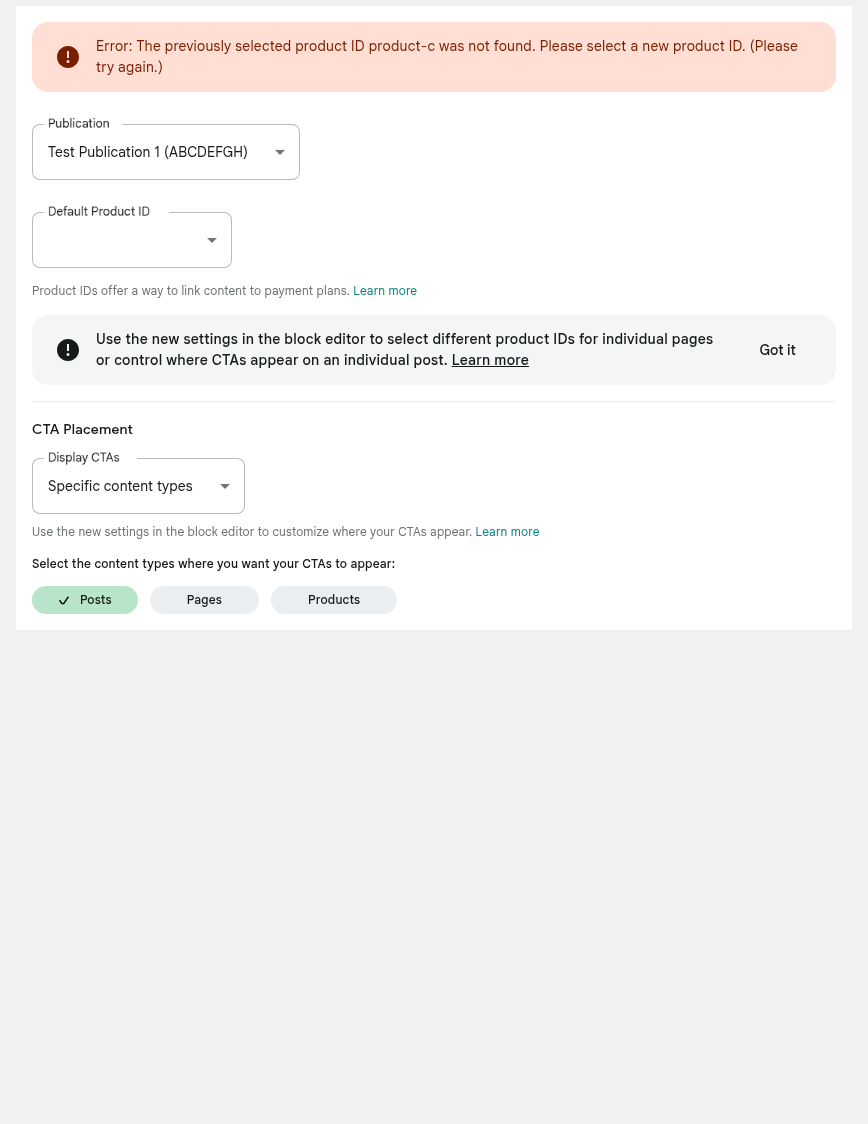 Error: The previously selected product ID product-c was not found. Please select a new product ID. (Please
try again.)
Publication
Test Publication 1 (ABCDEFGH)
Default Product ID
Product IDs offer a way to link content to payment plans. Learn more
Use the new settings in the block editor to select different product IDs for individual pages
or control where CTAs appear on an individual post. Learn more
Got it
CTA Placement
Display CTAs
Specific content types
Use the new settings in the block editor to customize where your CTAs appear. Learn more
Select the content types where you want your CTAs to appear:
Posts Pages Products